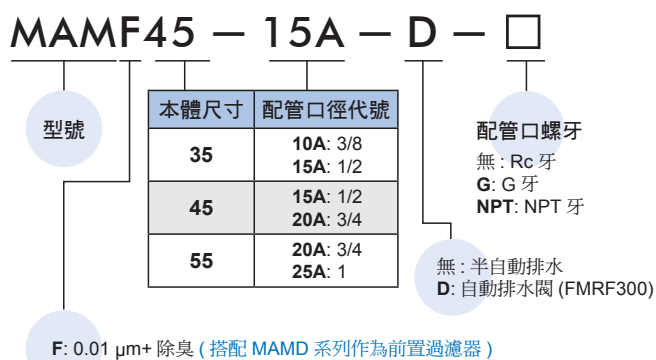 MAMF45 – 15A – D – □
型號
本體尺寸 配管口徑代號
35 10A: 3/8
15A: 1/2
45 15A: 1/2
20A: 3/4
55 20A: 3/4
25A: 1
配管口螺牙
無 : Rc 牙
G: G 牙
NPT: NPT 牙
無 : 半自動排水
D: 自動排水閥 (FMRF300)
F: 0.01 µm+ 除臭 ( 搭配 MAMD 系列作為前置過濾器 )